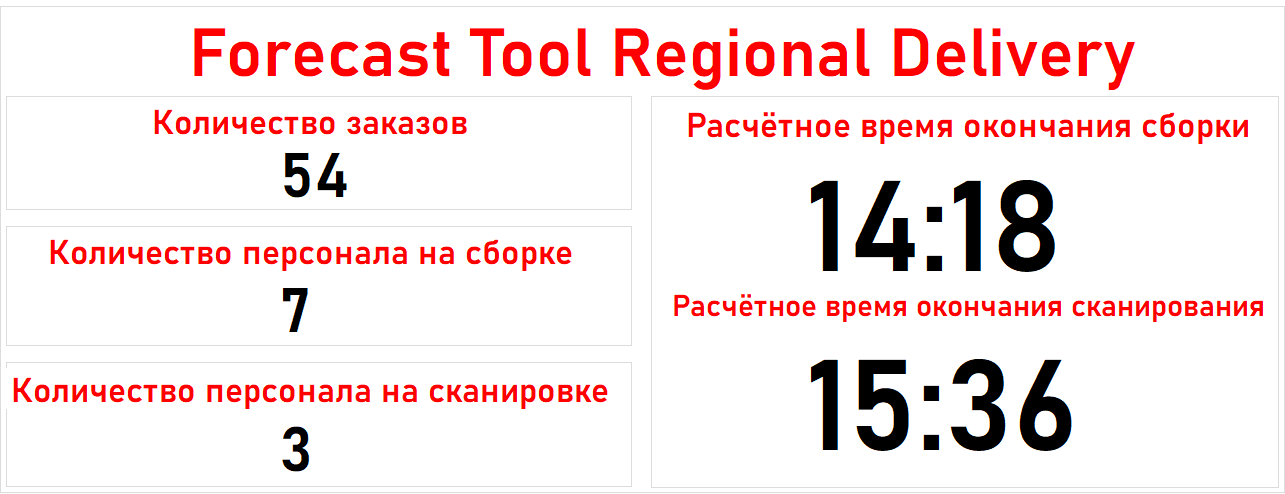 Forecast Tool Regional Delivery
Количество заказов
54
Количество персонала на сборке
7
Количество персонала на сканировке
3
Расчётное время окончания сборки
14:18
Расчётное время окончания сканирования
15:36